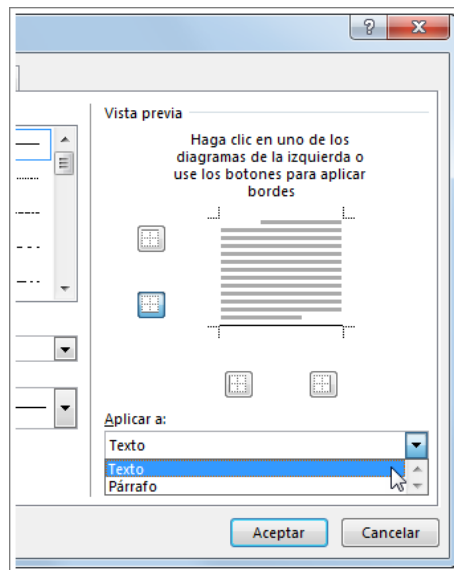 Vista previa
Haga clic en uno de los
diagramas de la izquierda o
use los botones para aplicar
bordes
Aplicar a:
Texto
Texto
Párrafo
Aceptar
Cancelar